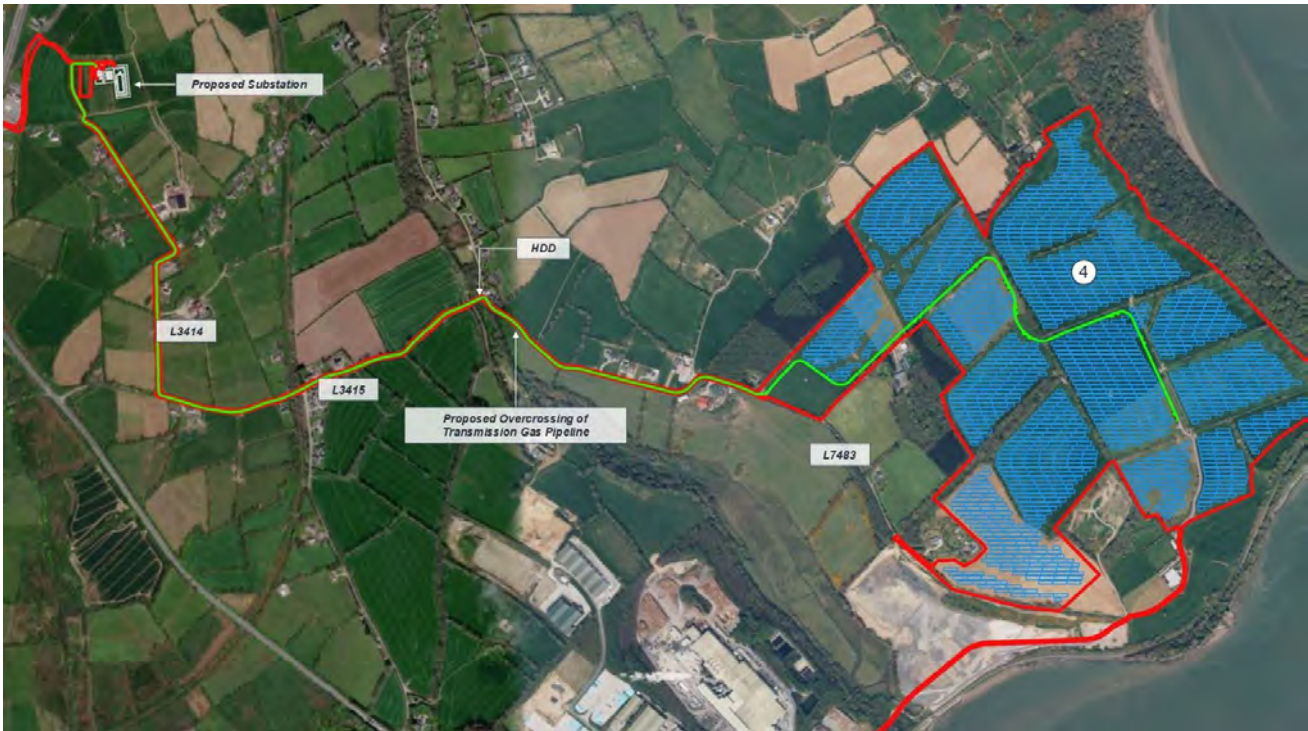 Proposed Substation
HDD
4
L3414
L3415
Proposed Overcrossing of
Transmission Gas Pipeline
L7483